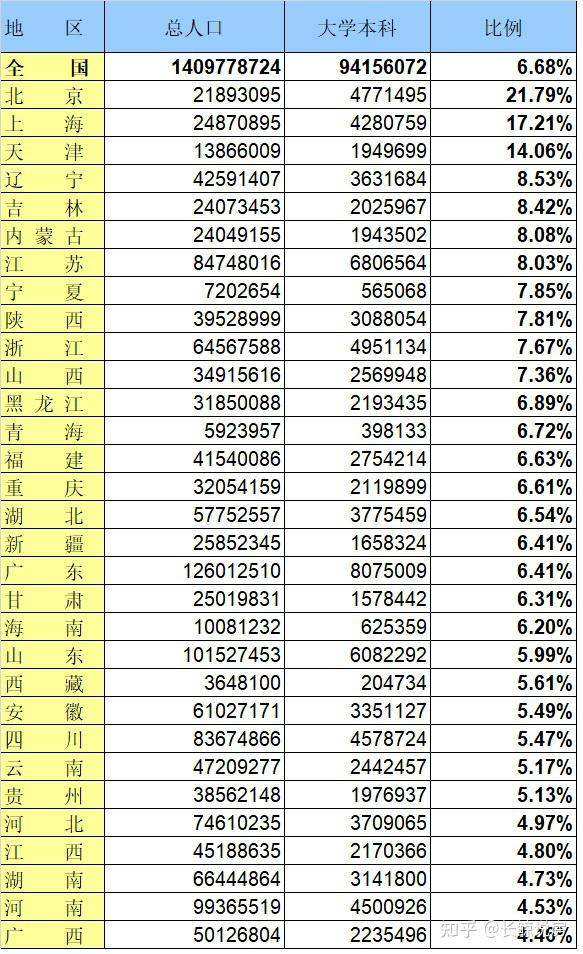 地 区 总人口 大学本科 比例
全 国 1409778724 94156072 6.68%
北 京 21893095 4771495 21.79%
上 海 24870895 4280759 17.21%
天 津 13866009 1949699 14.06%
辽 宁 42591407 3631684 8.53%
吉 林 24073453 2025967 8.42%
内 蒙 古 24049155 1943502 8.08%
江 苏 84748016 6806564 8.03%
宁 夏 7202654 565068 7.85%
陕 西 39528999 3088054 7.81%
浙 江 64567588 4951134 7.67%
山 西 34915616 2569948 7.36%
黑 龙 江 31850088 2193435 6.89%
青 海 5923957 398133 6.72%
福 建 41540086 2754214 6.63%
重 庆 32054159 2119899 6.61%
湖 北 57752557 3775459 6.54%
新 疆 25852345 1658324 6.41%
广 东 126012510 8075009 6.41%
甘 肃 25019831 1578442 6.31%
海 南 10081232 625359 6.20%
山 东 101527453 6082292 5.99%
西 藏 3648100 204734 5.61%
安 徽 61027171 3351127 5.49%
四 川 83674866 4578724 5.47%
云 南 47209277 2442457 5.17%
贵 州 38562148 1976937 5.13%
河 北 74610235 3709065 4.97%
江 西 45188635 2170366 4.80%
湖 南 66444864 3141800 4.73%
河 南 99365519 4500926 4.53%
广 西 50126804 2235496 4.46%
知乎